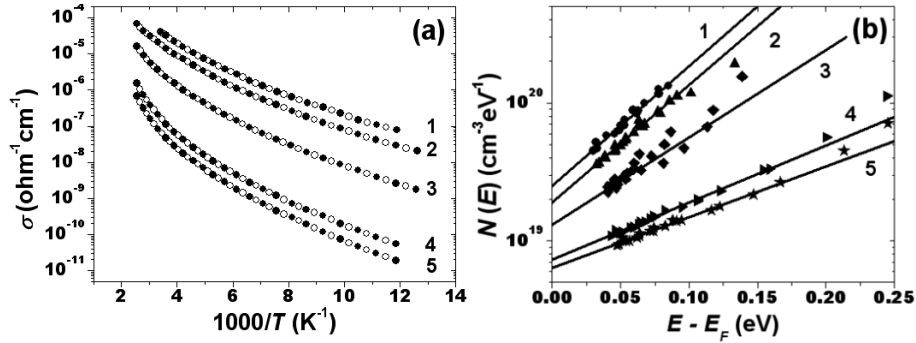 (a)
σ (ohm⁻¹cm⁻¹)
10⁻⁴
10⁻⁵
10⁻⁶
10⁻⁷
10⁻⁸
10⁻⁹
10⁻¹⁰
10⁻¹¹
1
2
3
4
5
2 4 6 8 10 12 14
1000/T (K⁻¹)
(b)
N (E) (cm⁻³eV⁻¹)
10²⁰
10¹⁹
1
2
3
4
5
0.00 0.05 0.10 0.15 0.20 0.25
E - E_F (eV)